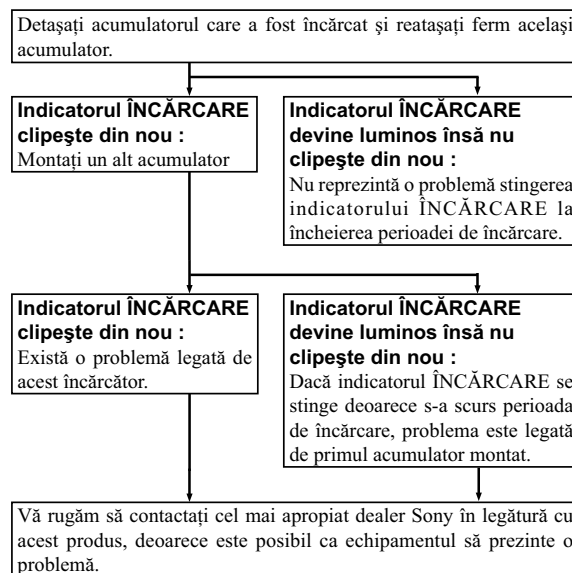 Detaşați acumulatorul care a fost încărcat şi reataşați ferm acelaşi
acumulator.
Indicatorul ÎNCĂRCARE
clipeşte din nou :
Montați un alt acumulator
Indicatorul ÎNCĂRCARE
devine luminos însă nu
clipeşte din nou :
Nu reprezintă o problemă stingerea
indicatorului ÎNCĂRCARE la
încheierea perioadei de încărcare.
Indicatorul ÎNCĂRCARE
clipeşte din nou :
Există o problemă legată de
acest încărcător.
Indicatorul ÎNCĂRCARE
devine luminos însă nu
clipeşte din nou :
Dacă indicatorul ÎNCĂRCARE se
stinge deoarece s-a scurs perioada
de încărcare, problema este legată
de primul acumulator montat.
Vă rugăm să contactați cel mai apropiat dealer Sony în legătură cu
acest produs, deoarece este posibil ca echipamentul să prezinte o
problemă.